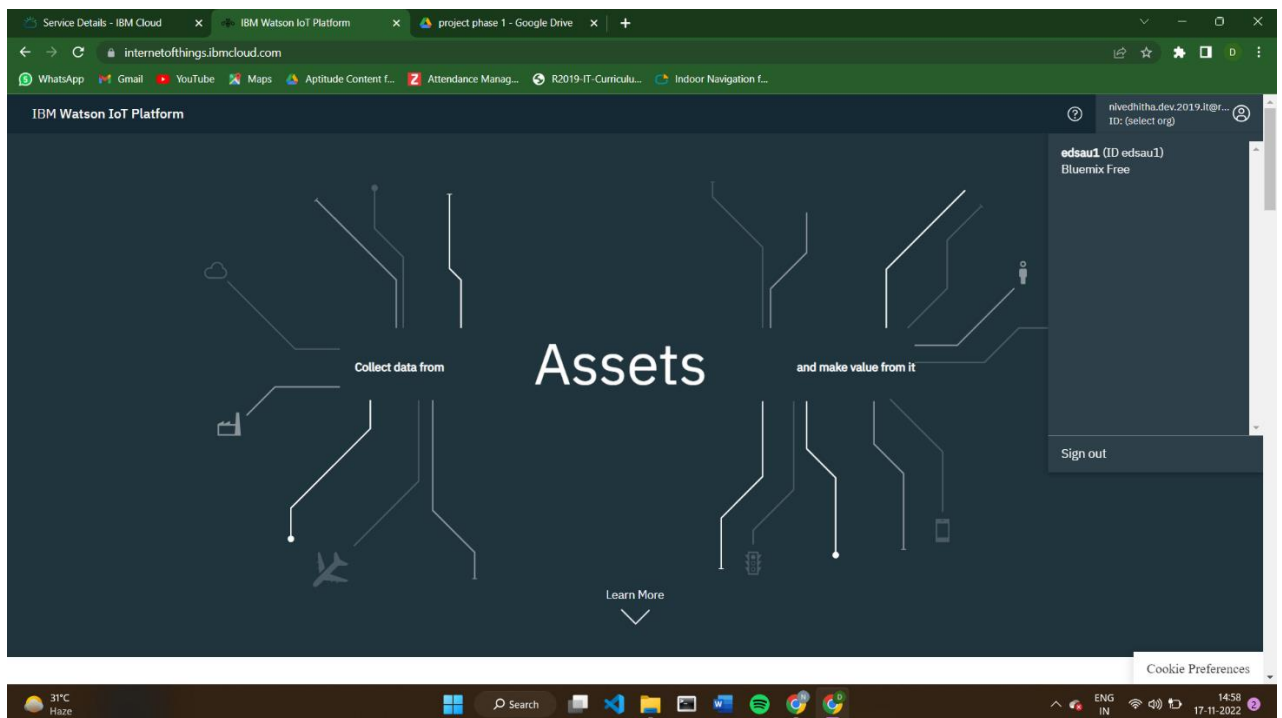 Service Details - IBM Cloud
IBM Watson IoT Platform
project phase 1 - Google Drive
internetofthings.ibmcloud.com
WhatsApp
Gmail
YouTube
Maps
Aptitude Content f...
Attendance Manag...
R2019-IT-Curriculu...
Indoor Navigation f...
IBM Watson IoT Platform
nivedhitha.dev.2019.it@r...
ID: (select org)
edsau1 (ID edsau1)
Bluemix Free
Collect data from
Assets
and make value from it
Sign out
Learn More
Cookie Preferences
31°C
Haze
Search
ENG
IN
14:58
17-11-2022
2